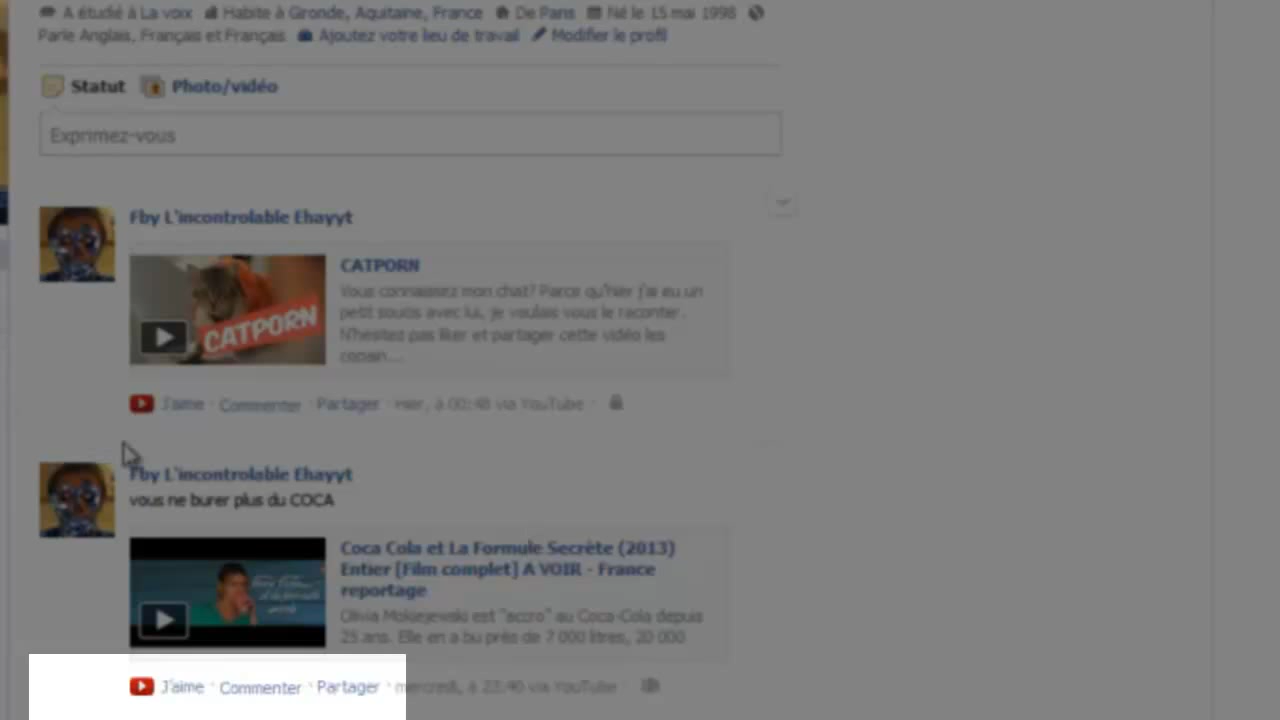 A étudié à La voix Habite à Gironde, Aquitaine, France De Paris Né le 15 mai 1998
Parle Anglais, Français et Français Ajoutez votre lieu de travail Modifier le profil
Statut Photo/vidéo
Exprimez-vous
Fby L'incontrolable Ehayyt
CATPORN
Vous connaissez mon chat? Parce qu'hier j'ai eu un
petit soucis avec lui, je voulais vous le raconter.
N'hesitez pas liker et partager cette vidéo les
copain...
CATPORN
J'aime · Commenter · Partager · Hier, à 00:48 via YouTube ·
Fby L'incontrolable Ehayyt
vous ne burer plus du COCA
Coca Cola et La Formule Secrète (2013)
Entier [Film complet] A VOIR - France
reportage
Olivia Mokiejewski est "accro" au Coca-Cola depuis
25 ans. Elle en a bu près de 7 000 litres, 20 000
J'aime · Commenter · Partager · mercredi, à 23:40 via YouTube ·